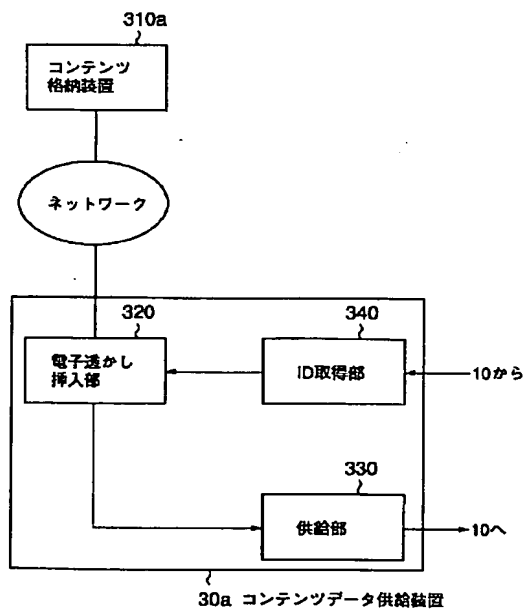 310a
コンテンツ
格納装置
ネットワーク
320
電子透かし
挿入部
340
ID取得部
10から
330
供給部
10へ
30a コンテンツデータ供給装置